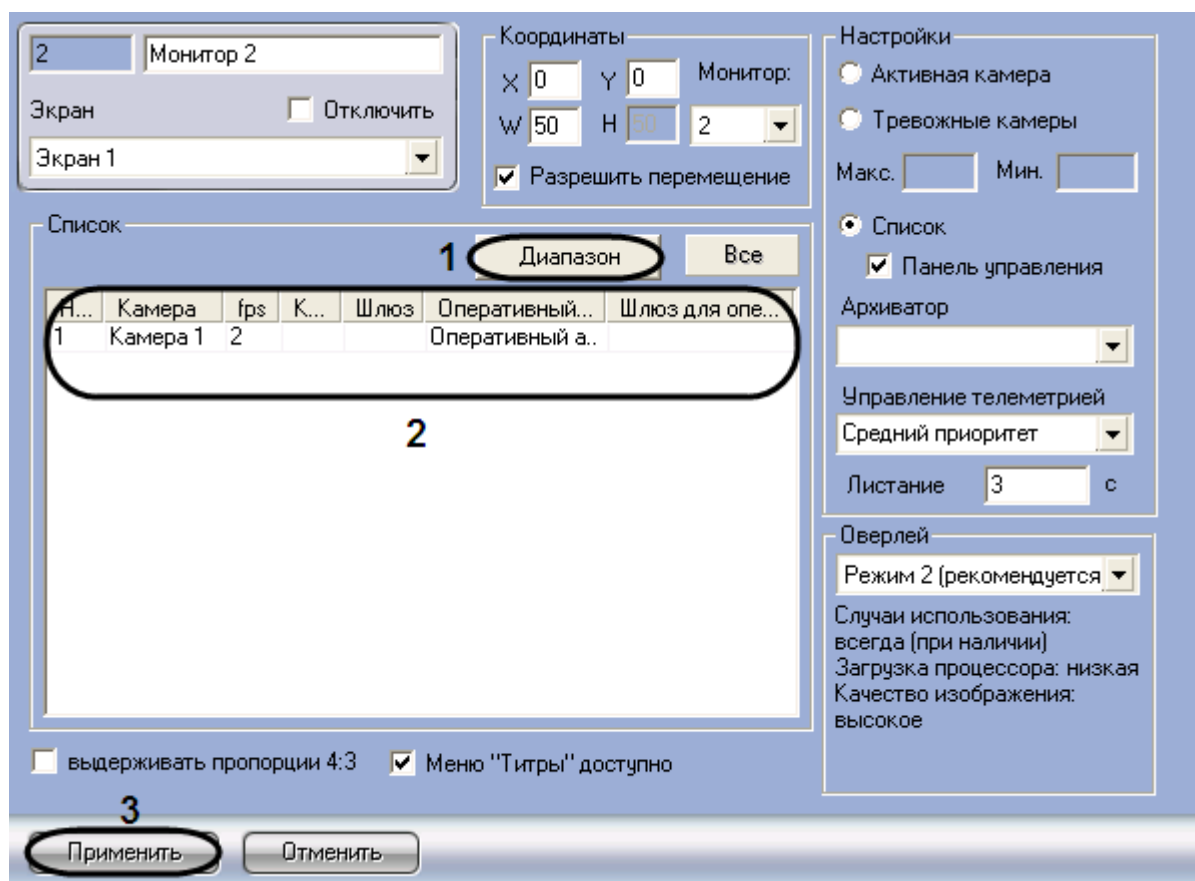 2 Монитор 2
Экран Отключить
Экран 1
Координаты
X 0 Y 0 Монитор:
W 50 H 50 2
Разрешить перемещение
Настройки
Активная камера
Тревожные камеры
Макс. Мин.
Список
Панель управления
Архиватор
Управление телеметрией
Средний приоритет
Листание 3 с
Список
1 Диапазон Все
Н... Камера fps К... Шлюз Оперативный... Шлюз для опе...
1 Камера 1 2 Оперативный а..
2
Оверлей
Режим 2 (рекомендуется
Случаи использования:
всегда (при наличии)
Загрузка процессора: низкая
Качество изображения:
высокое
выдерживать пропорции 4:3 Меню "Титры" доступно
3
Применить Отменить